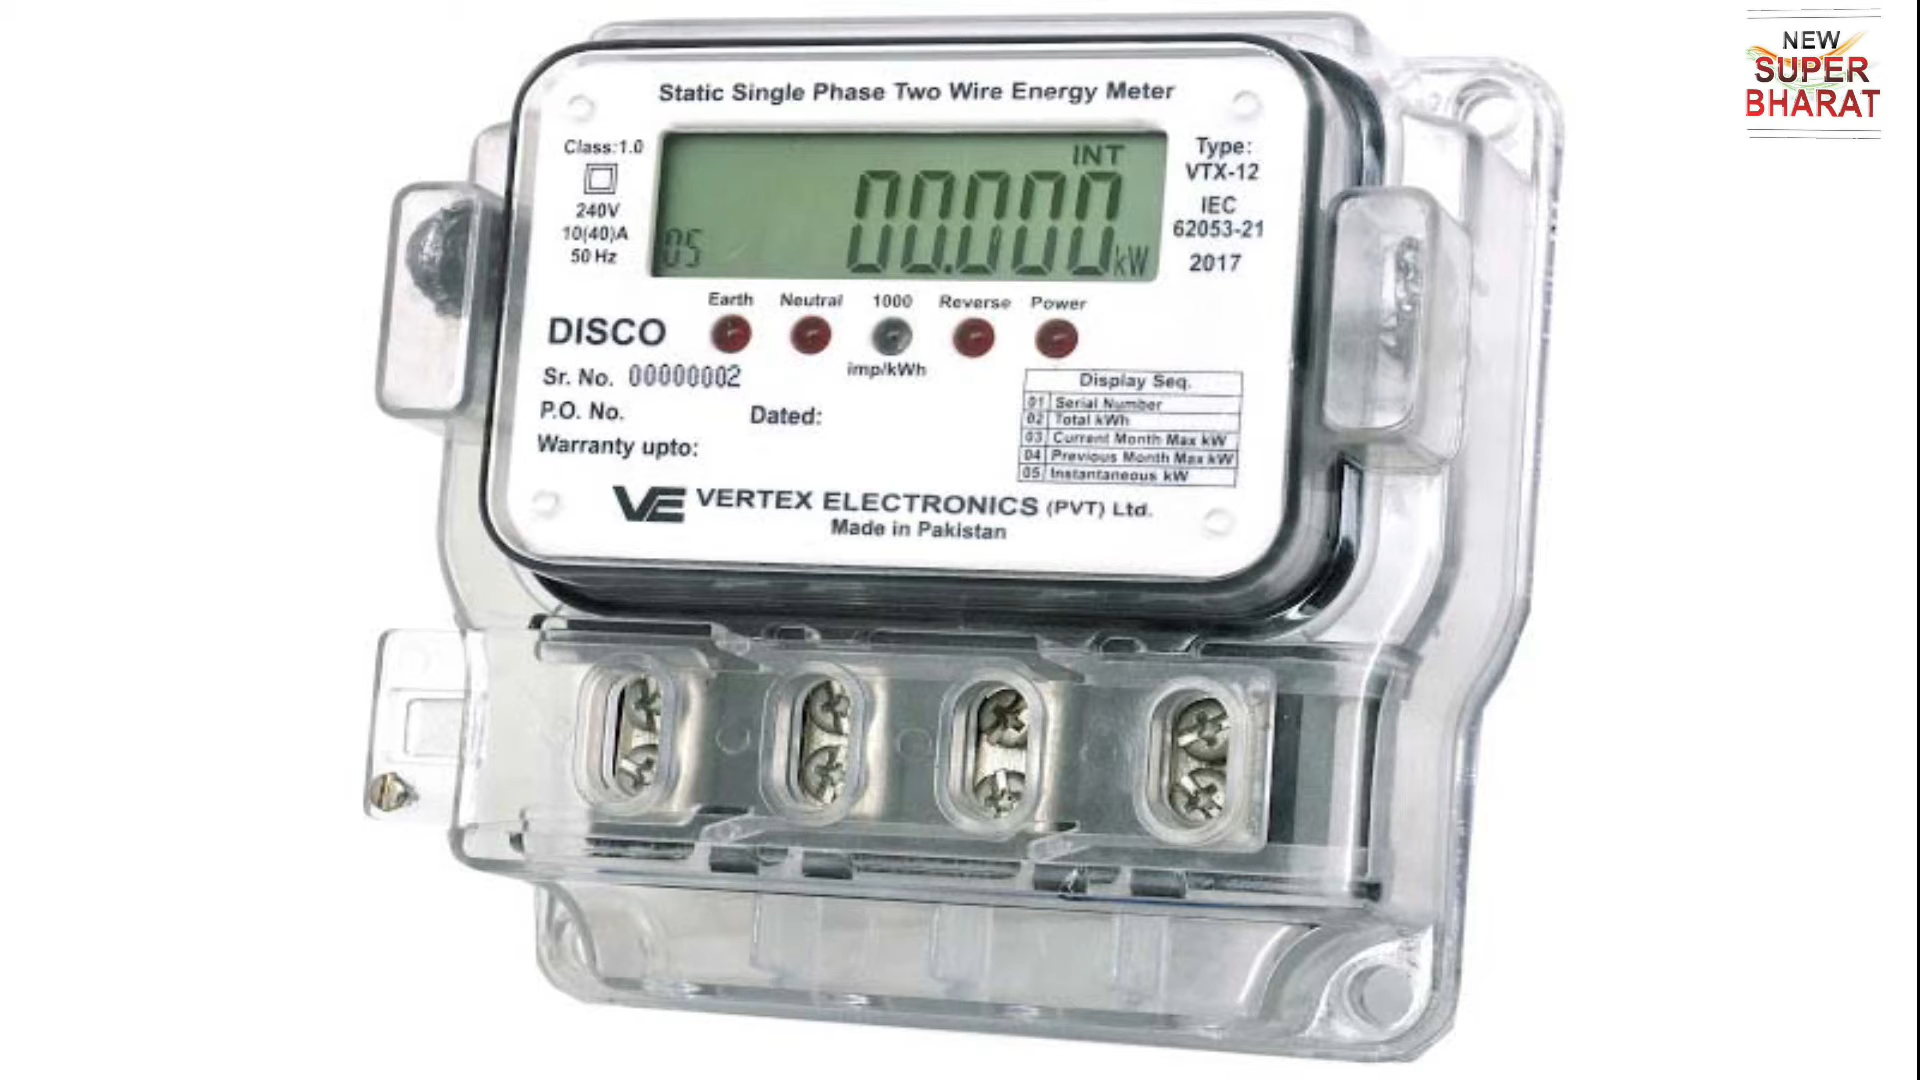 NEW
SUPER
BHARAT
Static Single Phase Two Wire Energy Meter
Class:1.0
240V
10(40)A
50 Hz
INT
00.000 kW
05
Type:
VTX-12
IEC
62053-21
2017
Earth Neutral 1000 Reverse Power
imp/kWh
DISCO
Sr. No. 00000002
P.O. No. Dated:
Warranty upto:
Display Seq.
01 Serial Number
02 Total kWh
03 Current Month Max kW
04 Previous Month Max kW
05 Instantaneous kW
VE VERTEX ELECTRONICS (PVT) Ltd.
Made in Pakistan